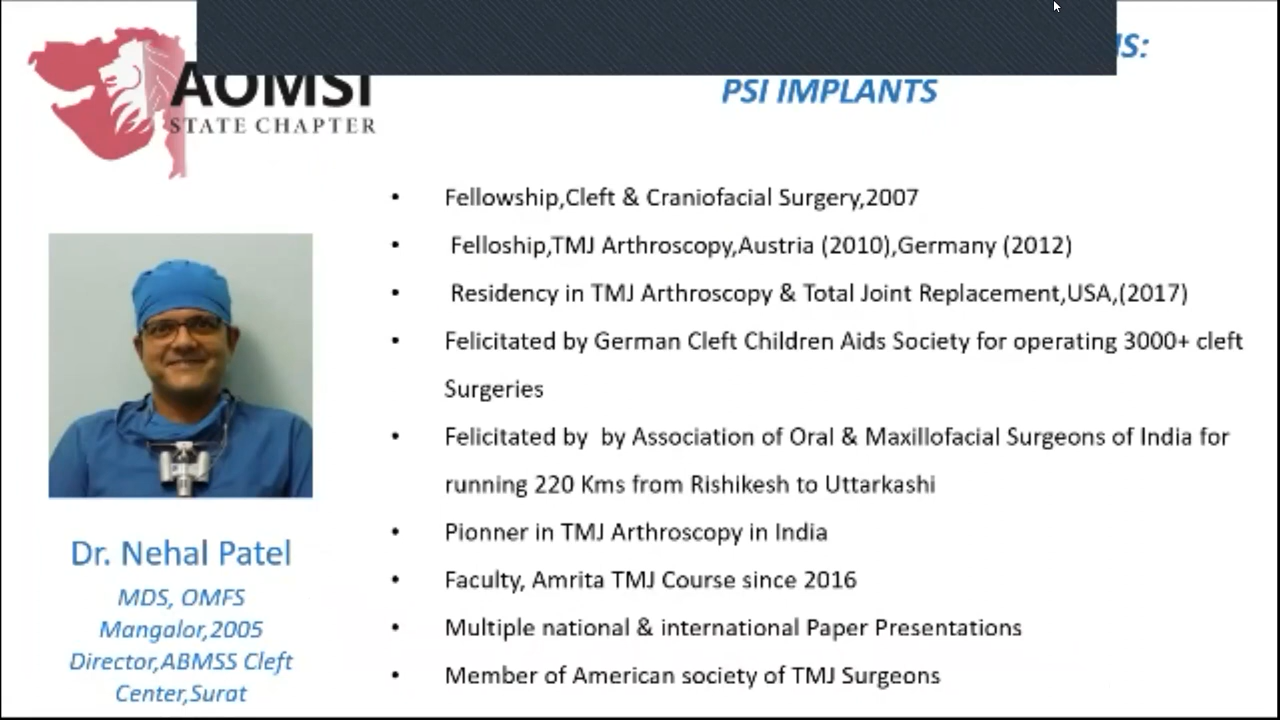 AOMSI
STATE CHAPTER
PSI IMPLANTS
• Fellowship,Cleft & Craniofacial Surgery,2007
• Felloship,TMJ Arthroscopy,Austria (2010),Germany (2012)
• Residency in TMJ Arthroscopy & Total Joint Replacement,USA,(2017)
• Felicitated by German Cleft Children Aids Society for operating 3000+ cleft
Surgeries
• Felicitated by by Association of Oral & Maxillofacial Surgeons of India for
running 220 Kms from Rishikesh to Uttarkashi
• Pionner in TMJ Arthroscopy in India
• Faculty, Amrita TMJ Course since 2016
• Multiple national & international Paper Presentations
• Member of American society of TMJ Surgeons
Dr. Nehal Patel
MDS, OMFS
Mangalor,2005
Director,ABMSS Cleft
Center,Surat